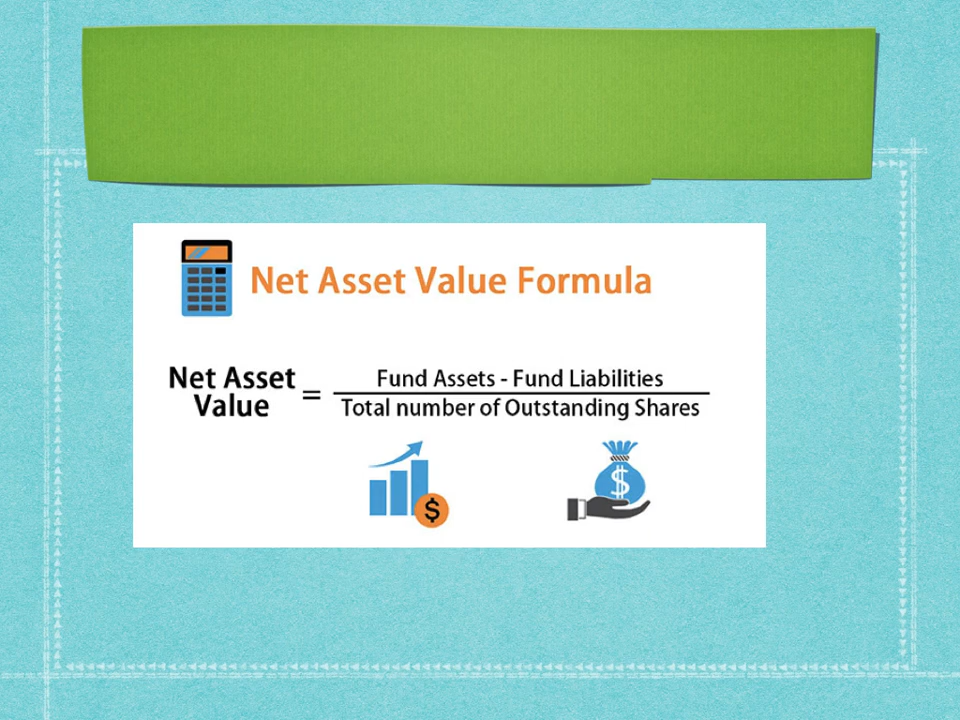 Net Asset Value Formula
Net Asset
Value
=
Fund Assets - Fund Liabilities
Total number of Outstanding Shares
$
$